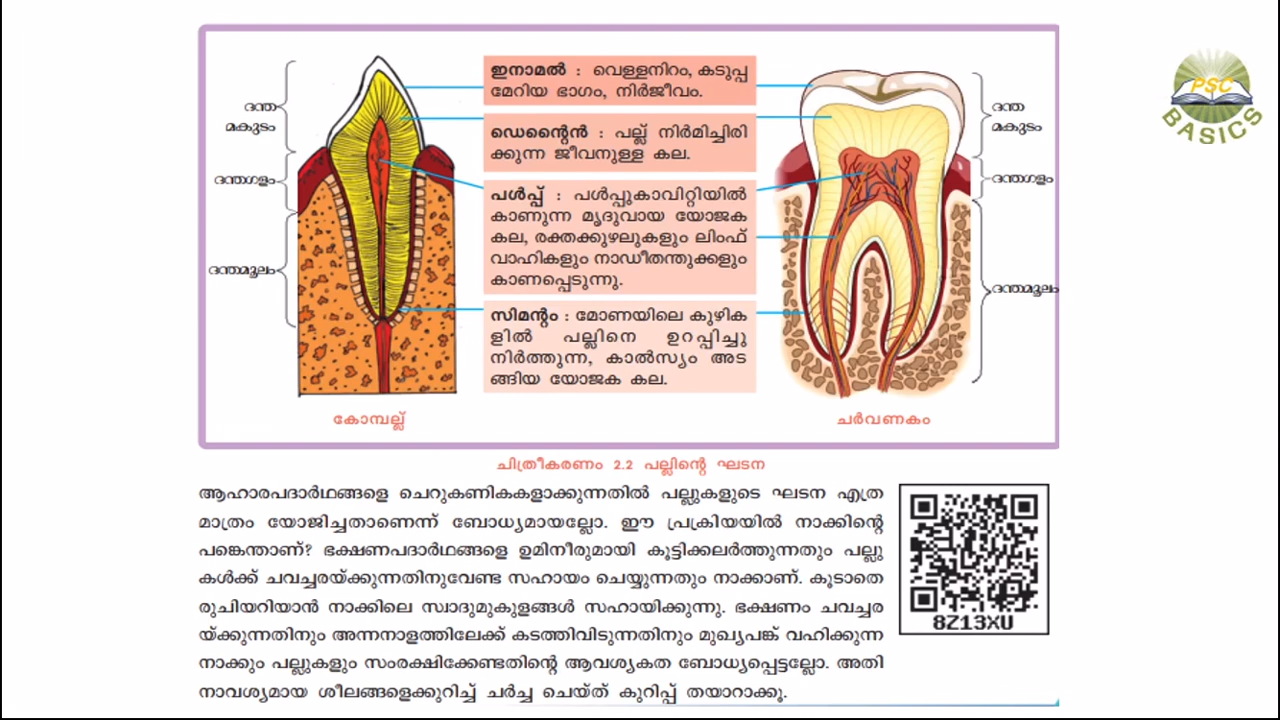 ഇനാമൽ : വെള്ളനിറം, കടുപ്പ
മേറിയ ഭാഗം, നിർജീവം.
ഡെന്റൈൻ : പല്ല് നിർമിച്ചിരി
ക്കുന്ന ജീവനുള്ള കല.
പൾപ്പ് : പൾപ്പുകാവിറ്റിയിൽ
കാണുന്ന മൃദുവായ യോജക
കല, രക്തക്കുഴലുകളും ലിംഫ്
വാഹികളും നാഡീതന്തുക്കളും
കാണപ്പെടുന്നു.
സിമന്റം : മോണയിലെ കുഴിക
ളിൽ പല്ലിനെ ഉറപ്പിച്ചു
നിർത്തുന്ന, കാൽസ്യം അട
ങ്ങിയ യോജക കല.
ദന്ത
മകുടം
ദന്തഗളം
ദന്തമൂലം
ദന്ത
മകുടം
ദന്തഗളം
ദന്തമൂലം
കോമ്പല്ല്
ചർവണകം
PSC
BASICS
ചിത്രീകരണം 2.2 പല്ലിന്റെ ഘടന
ആഹാരപദാർഥങ്ങളെ ചെറുകണികകളാക്കുന്നതിൽ പല്ലുകളുടെ ഘടന എത്ര
മാത്രം യോജിച്ചതാണെന്ന് ബോധ്യമായല്ലോ. ഈ പ്രക്രിയയിൽ നാക്കിന്റെ
പങ്കെന്താണ്? ഭക്ഷണപദാർഥങ്ങളെ ഉമിനീരുമായി കൂട്ടിക്കലർത്തുന്നതും പല്ലു
കൾക്ക് ചവച്ചരയ്ക്കുന്നതിനുവേണ്ട സഹായം ചെയ്യുന്നതും നാക്കാണ്. കൂടാതെ
രുചിയറിയാൻ നാക്കിലെ സ്വാദുമുകുളങ്ങൾ സഹായിക്കുന്നു. ഭക്ഷണം ചവച്ചര
യ്ക്കുന്നതിനും അന്നനാളത്തിലേക്ക് കടത്തിവിടുന്നതിനും മുഖ്യപങ്ക് വഹിക്കുന്ന
നാക്കും പല്ലുകളും സംരക്ഷിക്കേണ്ടതിന്റെ ആവശ്യകത ബോധ്യപ്പെട്ടല്ലോ. അതി
നാവശ്യമായ ശീലങ്ങളെക്കുറിച്ച് ചർച്ച ചെയ്ത് കുറിപ്പ് തയാറാക്കൂ.
8Z13XU